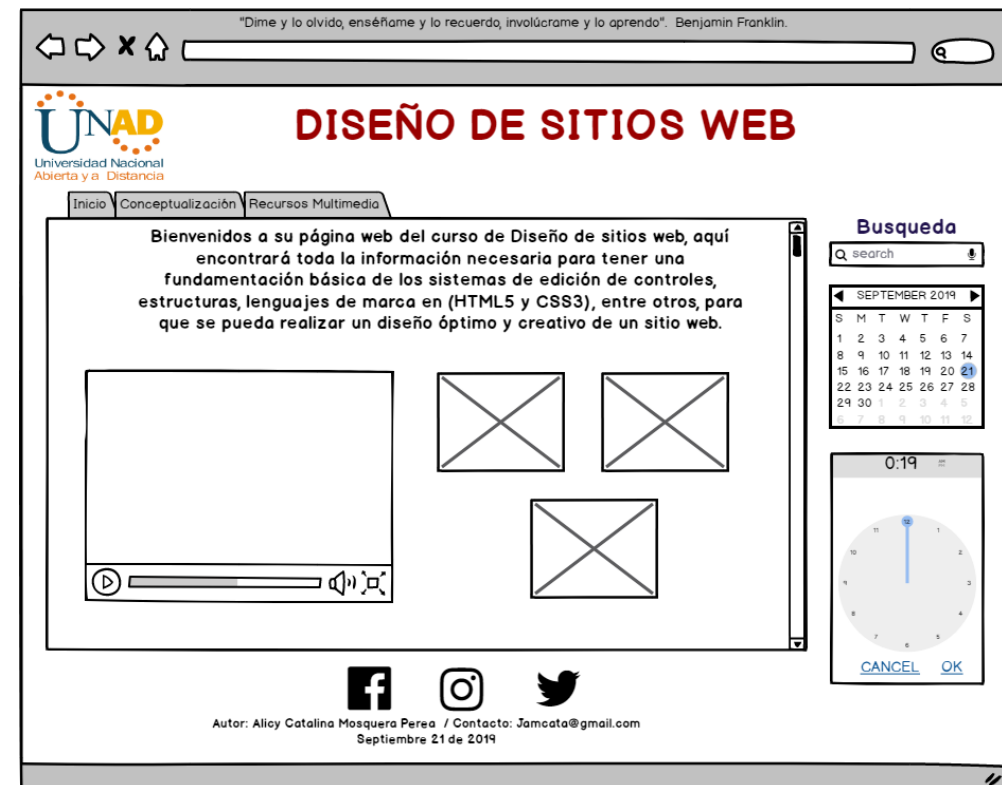 "Dime y lo olvido, enséñame y lo recuerdo, involúcrame y lo aprendo". Benjamin Franklin.
UNAD
Universidad Nacional
Abierta y a Distancia
DISEÑO DE SITIOS WEB
Inicio Conceptualización Recursos Multimedia
Bienvenidos a su página web del curso de Diseño de sitios web, aquí
encontrará toda la información necesaria para tener una
fundamentación básica de los sistemas de edición de controles,
estructuras, lenguajes de marca en (HTML5 y CSS3), entre otros, para
que se pueda realizar un diseño óptimo y creativo de un sitio web.
Busqueda
search
SEPTEMBER 2019
S M T W T F S
1 2 3 4 5 6 7
8 9 10 11 12 13 14
15 16 17 18 19 20 21
22 23 24 25 26 27 28
29 30 1 2 3 4 5
6 7 8 9 10 11 12
0:19
12
11 1
10 2
9 3
8 4
7 5
6
CANCEL OK
Autor: Alicy Catalina Mosquera Perea / Contacto: Jamcata@gmail.com
Septiembre 21 de 2019